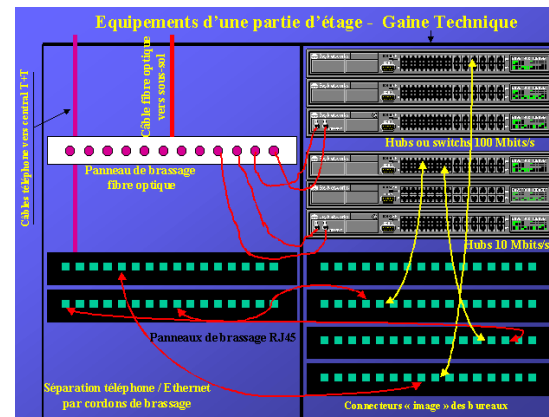 Equipements d'une partie d'étage - Gaine Technique
Câbles téléphone vers central T+T
Câble fibre optique
vers sous-sol
Hubs ou switchs 100 Mbits/s
Panneau de brassage
fibre optique
Hubs 10 Mbits/s
Panneaux de brassage RJ45
Séparation téléphone / Ethernet
par cordons de brassage
Connecteurs « image » des bureaux